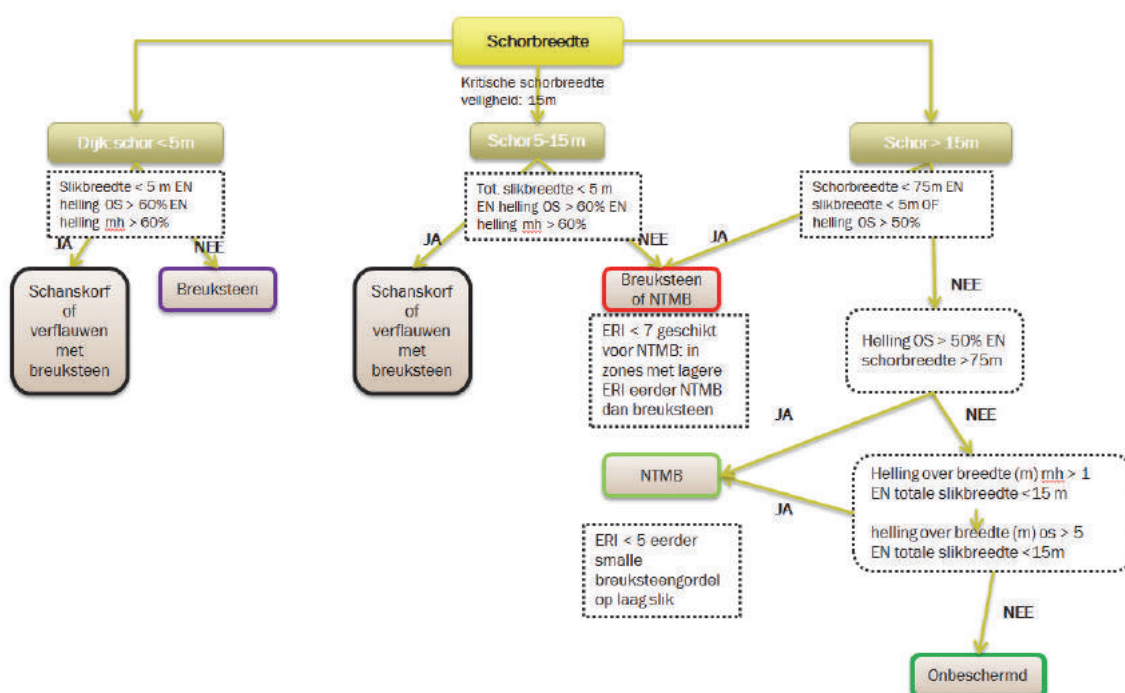 Schorbreedte
Kritische schorbreedte
veiligheid: 15m
Dijk: schor < 5m
Schor 5-15 m
Schor > 15m
Slikbreedte < 5 m EN
helling OS > 60% EN
helling mh > 60%
Tot. slikbreedte < 5 m
EN helling OS > 60% EN
helling mh > 60%
Schorbreedte < 75m EN
slikbreedte < 5m OF
helling OS > 50%
JA
NEE
JA
NEE
JA
NEE
Schanskorf
of
verflauwen
met
breuksteen
Breuksteen
Schanskorf
of
verflauwen
met
breuksteen
Breuksteen
of NTMB
ERI < 7 geschikt
voor NTMB: in
zones met lagere
ERI eerder NTMB
dan breuksteen
Helling OS > 50% EN
schorbreedte >75m
JA
NEE
NTMB
Helling over breedte (m) mh > 1
EN totale slikbreedte <15 m
helling over breedte (m) os > 5
EN totale slikbreedte <15m
JA
ERI < 5 eerder
smalle
breuksteengordel
op laag slik
NEE
Onbeschermd